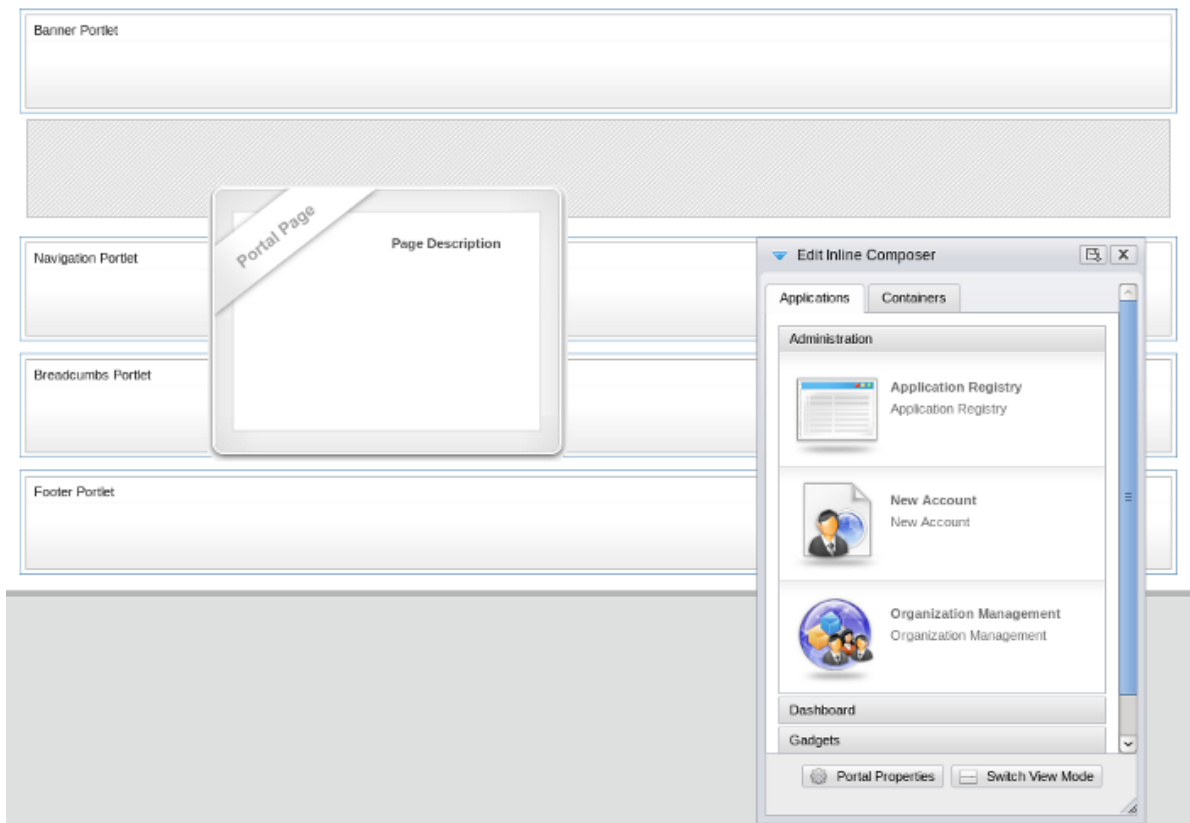 Banner Portlet
Portal Page
Page Description
Navigation Portlet
Breadcumbs Portlet
Footer Portlet
Edit Inline Composer
Applications Containers
Administration
Application Registry
Application Registry
New Account
New Account
Organization Management
Organization Management
Dashboard
Gadgets
Portal Properties Switch View Mode